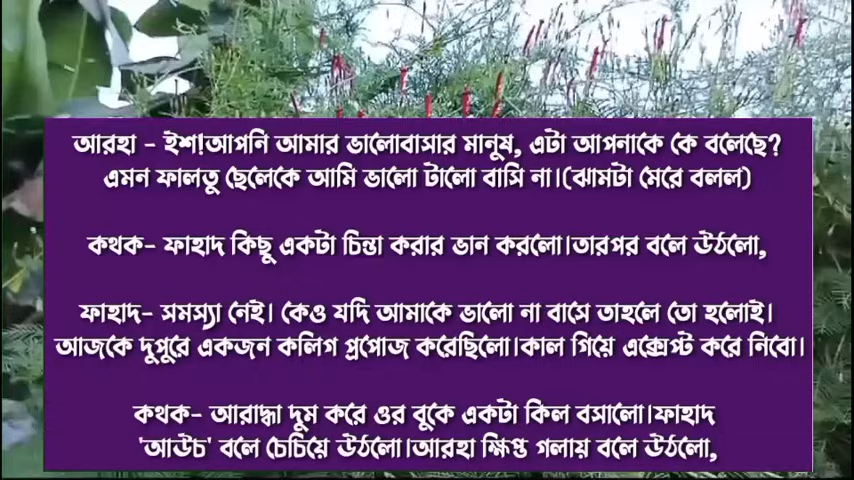 আরহা - ইশ!আপনি আমার ভালোবাসার মানুষ, এটা আপনাকে কে বলেছে?
এমন ফালতু ছেলেকে আমি ভালো টালো বাসি না।(ঝামটা মেরে বলল)
কথক- ফাহাদ কিছু একটা চিন্তা করার ভান করলো।তারপর বলে উঠলো,
ফাহাদ- সমস্যা নেই। কেও যদি আমাকে ভালো না বাসে তাহলে তো হলোই।
আজকে দুপুরে একজন কলিগ প্রপোজ করেছিলো।কাল গিয়ে এক্সেপ্ট করে নিবো।
কথক- আরাদ্ধা দুম করে ওর বুকে একটা কিল বসালো।ফাহাদ
'আউচ' বলে চেচিয়ে উঠলো।আরহা ক্ষিপ্ত গলায় বলে উঠলো,